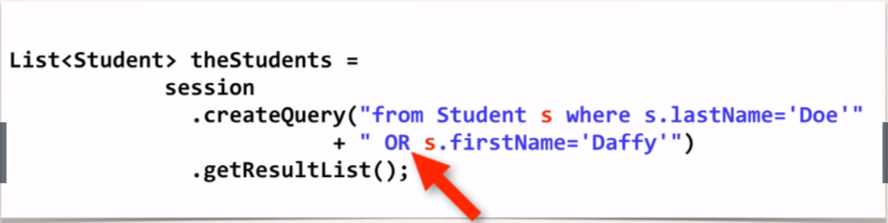 List<Student> theStudents =
session
.createQuery("from Student s where s.lastName='Doe'"
+ " OR s.firstName='Daffy'")
.getResultList();